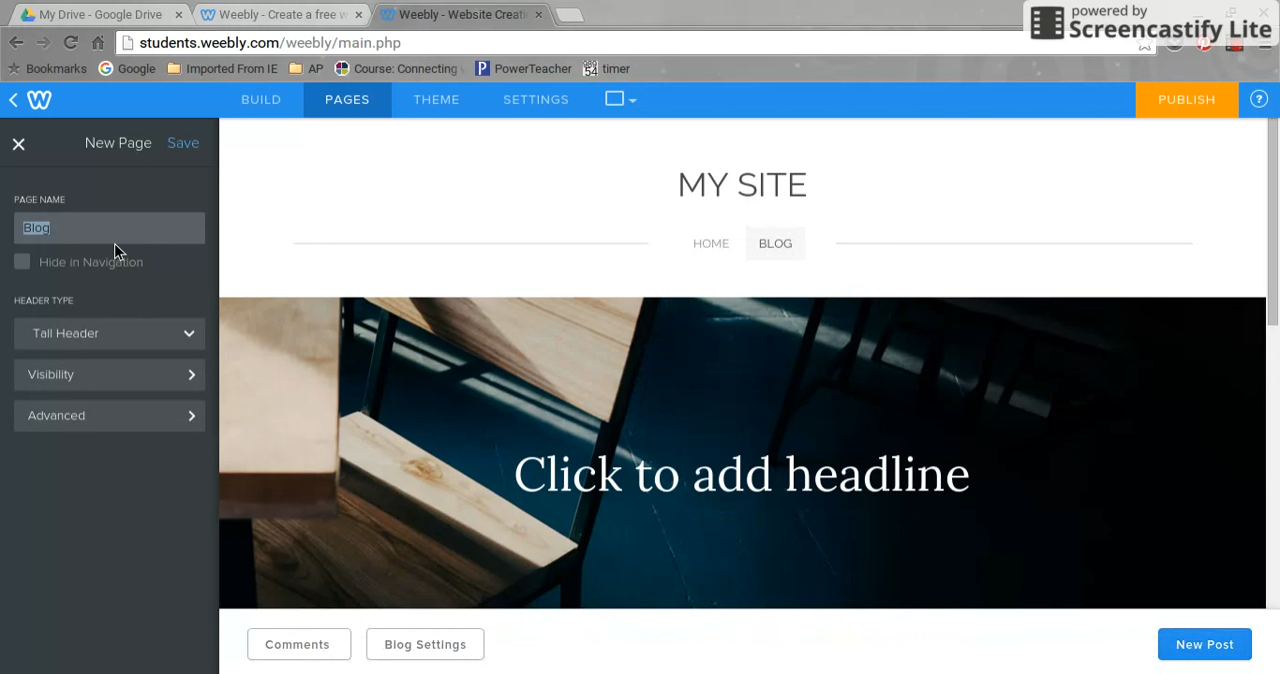 My Drive - Google Drive
Weebly - Create a free w
Weebly - Website Creati
powered by
Screencastify Lite
students.weebly.com/weebly/main.php
Bookmarks
Google
Imported From IE
AP
Course: Connecting
PowerTeacher
54
timer
BUILD
PAGES
THEME
SETTINGS
PUBLISH
?
New Page
Save
PAGE NAME
Blog
Hide in Navigation
HEADER TYPE
Tall Header
Visibility
Advanced
MY SITE
HOME
BLOG
Click to add headline
Comments
Blog Settings
New Post